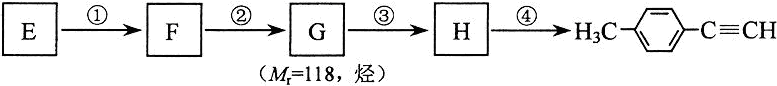 ① ② ③ ④
E F G H H₃C C≡CH
(Mr=118，烃)